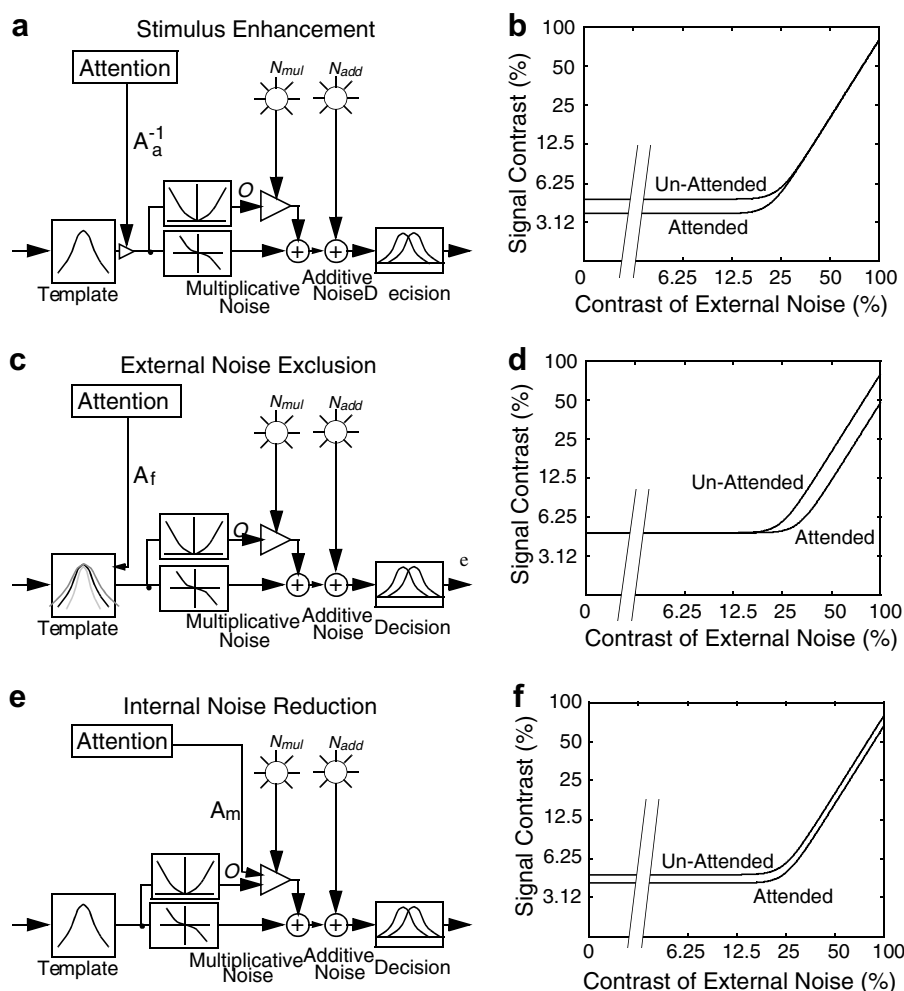 a
Stimulus Enhancement
Attention
N_mul
N_add
A_a^-1
O
Template
Multiplicative
Noise
Additive
NoiseD ecision
b
Signal Contrast (%)
100
50
25
12.5
6.25
3.12
Un-Attended
Attended
0 6.25 12.5 25 50 100
Contrast of External Noise (%)
c
External Noise Exclusion
Attention
N_mul
N_add
A_f
O
e
Template
Multiplicative
Noise
Additive
Noise
Decision
d
Signal Contrast (%)
100
50
25
12.5
6.25
3.12
Un-Attended
Attended
0 6.25 12.5 25 50 100
Contrast of External Noise (%)
e
Internal Noise Reduction
Attention
N_mul
N_add
A_m
O
Template
Multiplicative
Noise
Additive
Noise
Decision
f
Signal Contrast (%)
100
50
25
12.5
6.25
3.12
Un-Attended
Attended
0 6.25 12.5 25 50 100
Contrast of External Noise (%)